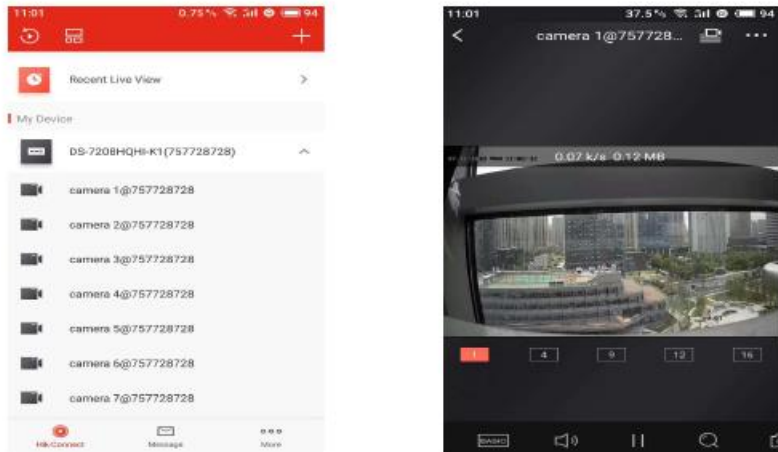 11:01 0.75% 94
Recent Live View
My Device
DS-7208HQHI-K1(757728728)
camera 1@757728728
camera 2@757728728
camera 3@757728728
camera 4@757728728
camera 5@757728728
camera 6@757728728
camera 7@757728728
Hik-Connect Message More
11:01 37.5% 94
camera 1@757728...
0.07 k/s 0.12 MB
1 4 9 12 16
BASIC